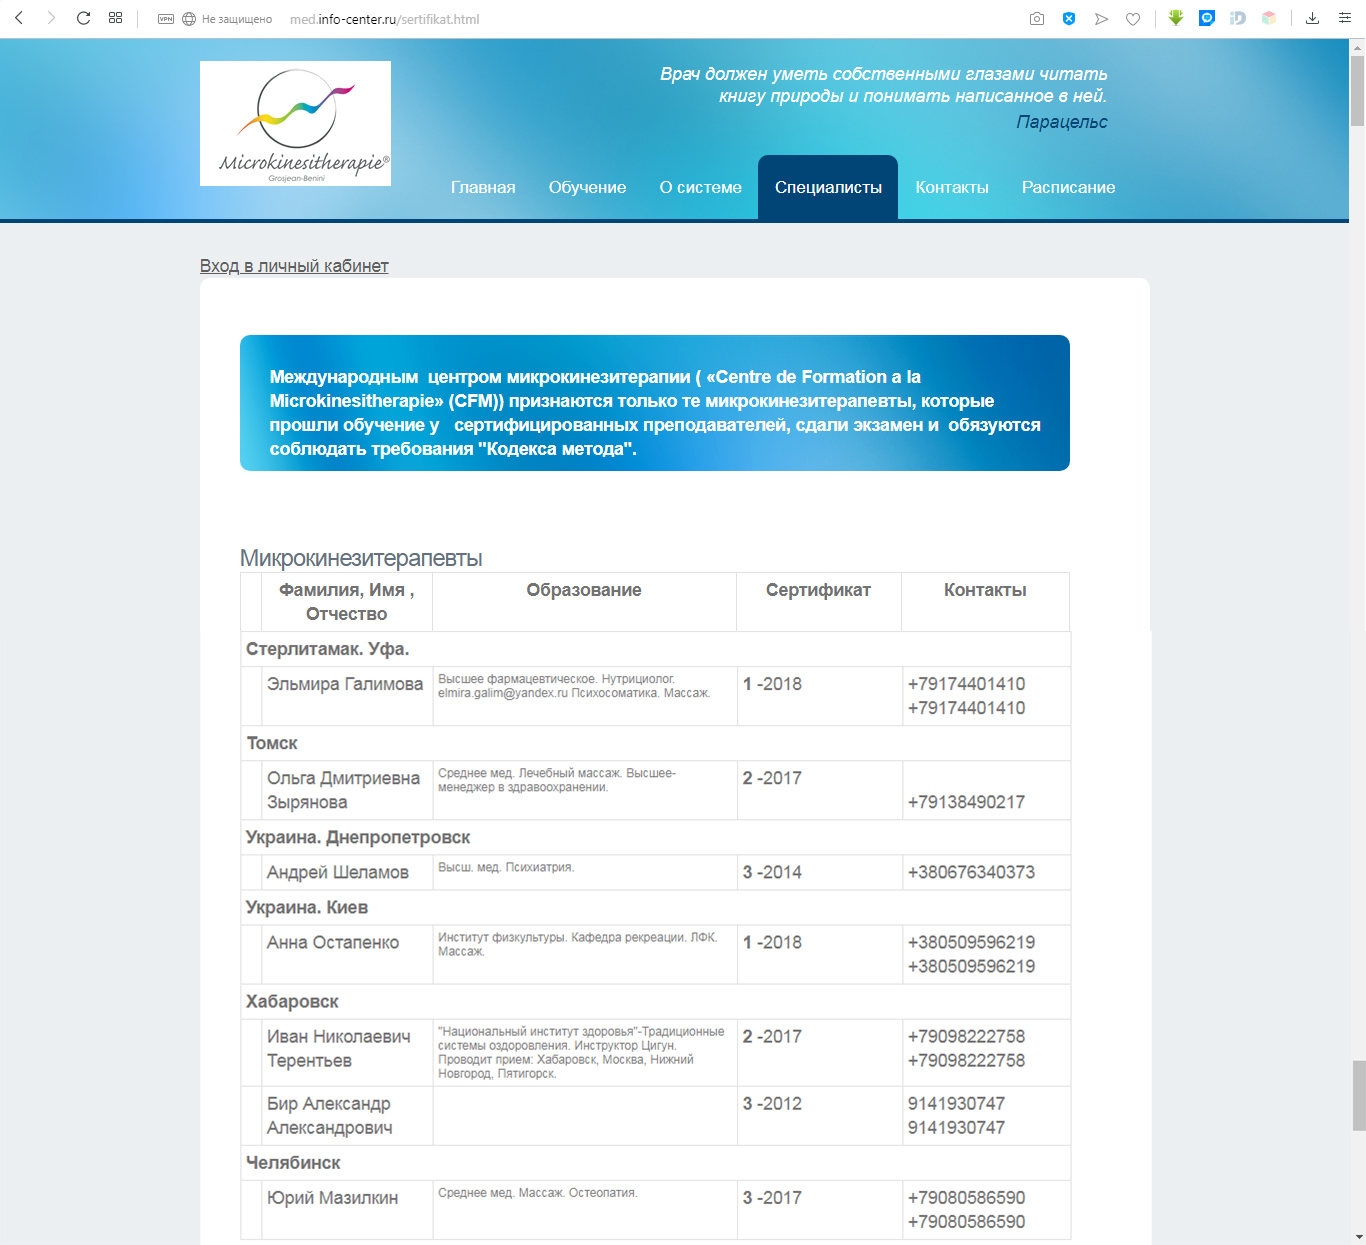 VPN Не защищено med.info-center.ru/sertifikat.html
Врач должен уметь собственными глазами читать
книгу природы и понимать написанное в ней.
Парацельс
Microkinesitherapie®
Grosjean-Benini
Главная Обучение О системе Специалисты Контакты Расписание
Вход в личный кабинет
Международным центром микрокинезитерапии ( «Centre de Formation a la
Microkinesitherapie» (CFM)) признаются только те микрокинезитерапевты, которые
прошли обучение у сертифицированных преподавателей, сдали экзамен и обязуются
соблюдать требования "Кодекса метода".
Микрокинезитерапевты
Фамилия, Имя , Образование Сертификат Контакты
Отчество
Стерлитамак. Уфа.
Эльмира Галимова Высшее фармацевтическое. Нутрициолог. 1 -2018 +79174401410
elmira.galim@yandex.ru Психосоматика. Массаж.
+79174401410
Томск
Ольга Дмитриевна Среднее мед. Лечебный массаж. Высшее- 2 -2017
менеджер в здравоохранении.
Зырянова +79138490217
Украина. Днепропетровск
Андрей Шеламов Высш. мед. Психиатрия. 3 -2014 +380676340373
Украина. Киев
Анна Остапенко Институт физкультуры. Кафедра рекреации. ЛФК. 1 -2018 +380509596219
Массаж.
+380509596219
Хабаровск
Иван Николаевич "Национальный институт здоровья"-Традиционные 2 -2017 +79098222758
системы оздоровления. Инструктор Цигун.
Терентьев Проводит прием: Хабаровск, Москва, Нижний +79098222758
Новгород, Пятигорск.
Бир Александр 3 -2012 9141930747
Александрович 9141930747
Челябинск
Юрий Мазилкин Среднее мед. Массаж. Остеопатия. 3 -2017 +79080586590
+79080586590